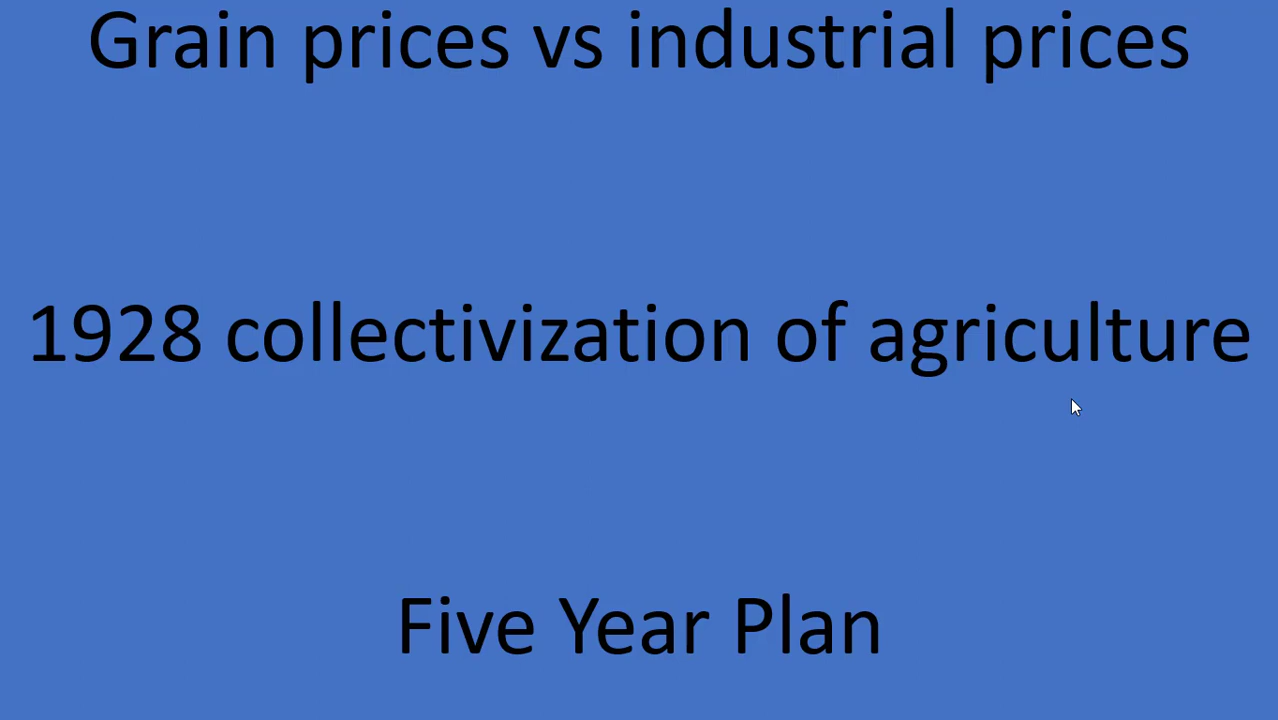 Grain prices vs industrial prices
1928 collectivization of agriculture
Five Year Plan